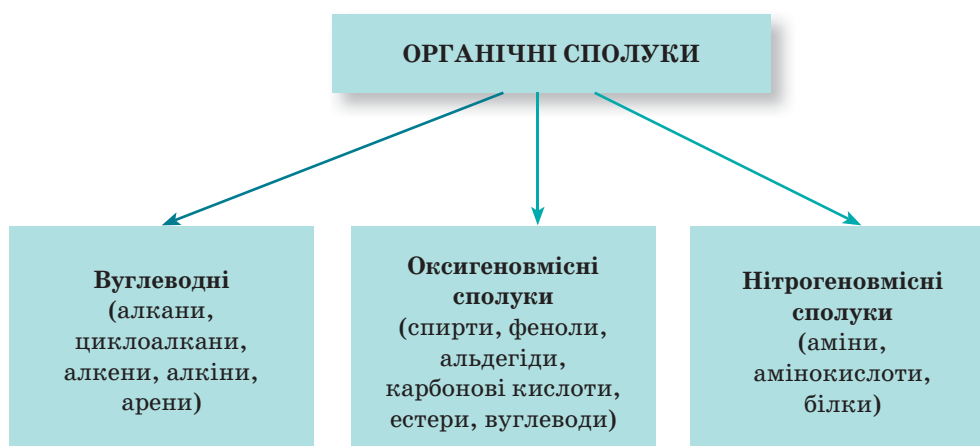 ОРГАНІЧНІ СПОЛУКИ
Вуглеводні
(алкани,
циклоалкани,
алкени, алкіни,
арени)
Оксигеновмісні
сполуки
(спирти, феноли,
альдегіди,
карбонові кислоти,
естери, вуглеводи)
Нітрогеновмісні
сполуки
(аміни,
амінокислоти,
білки)